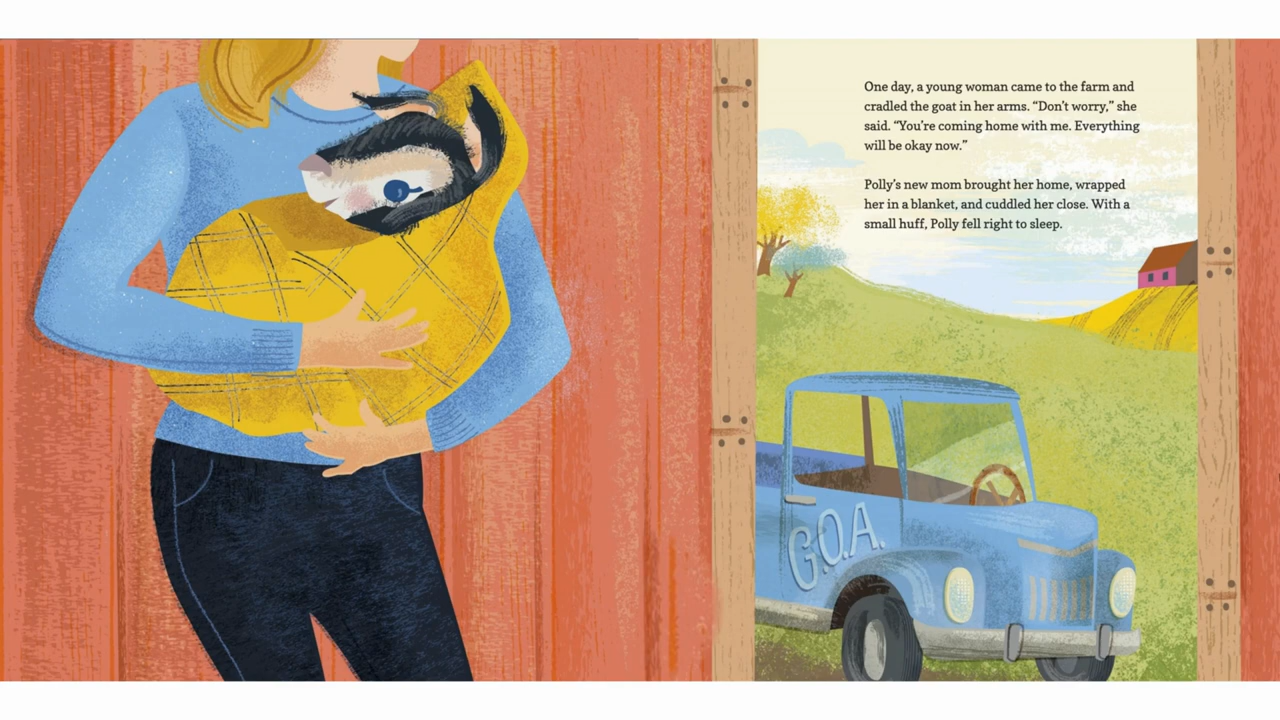 One day, a young woman came to the farm and
cradled the goat in her arms. “Don’t worry,” she
said. “You’re coming home with me. Everything
will be okay now.”
Polly’s new mom brought her home, wrapped
her in a blanket, and cuddled her close. With a
small huff, Polly fell right to sleep.
G.O.A.